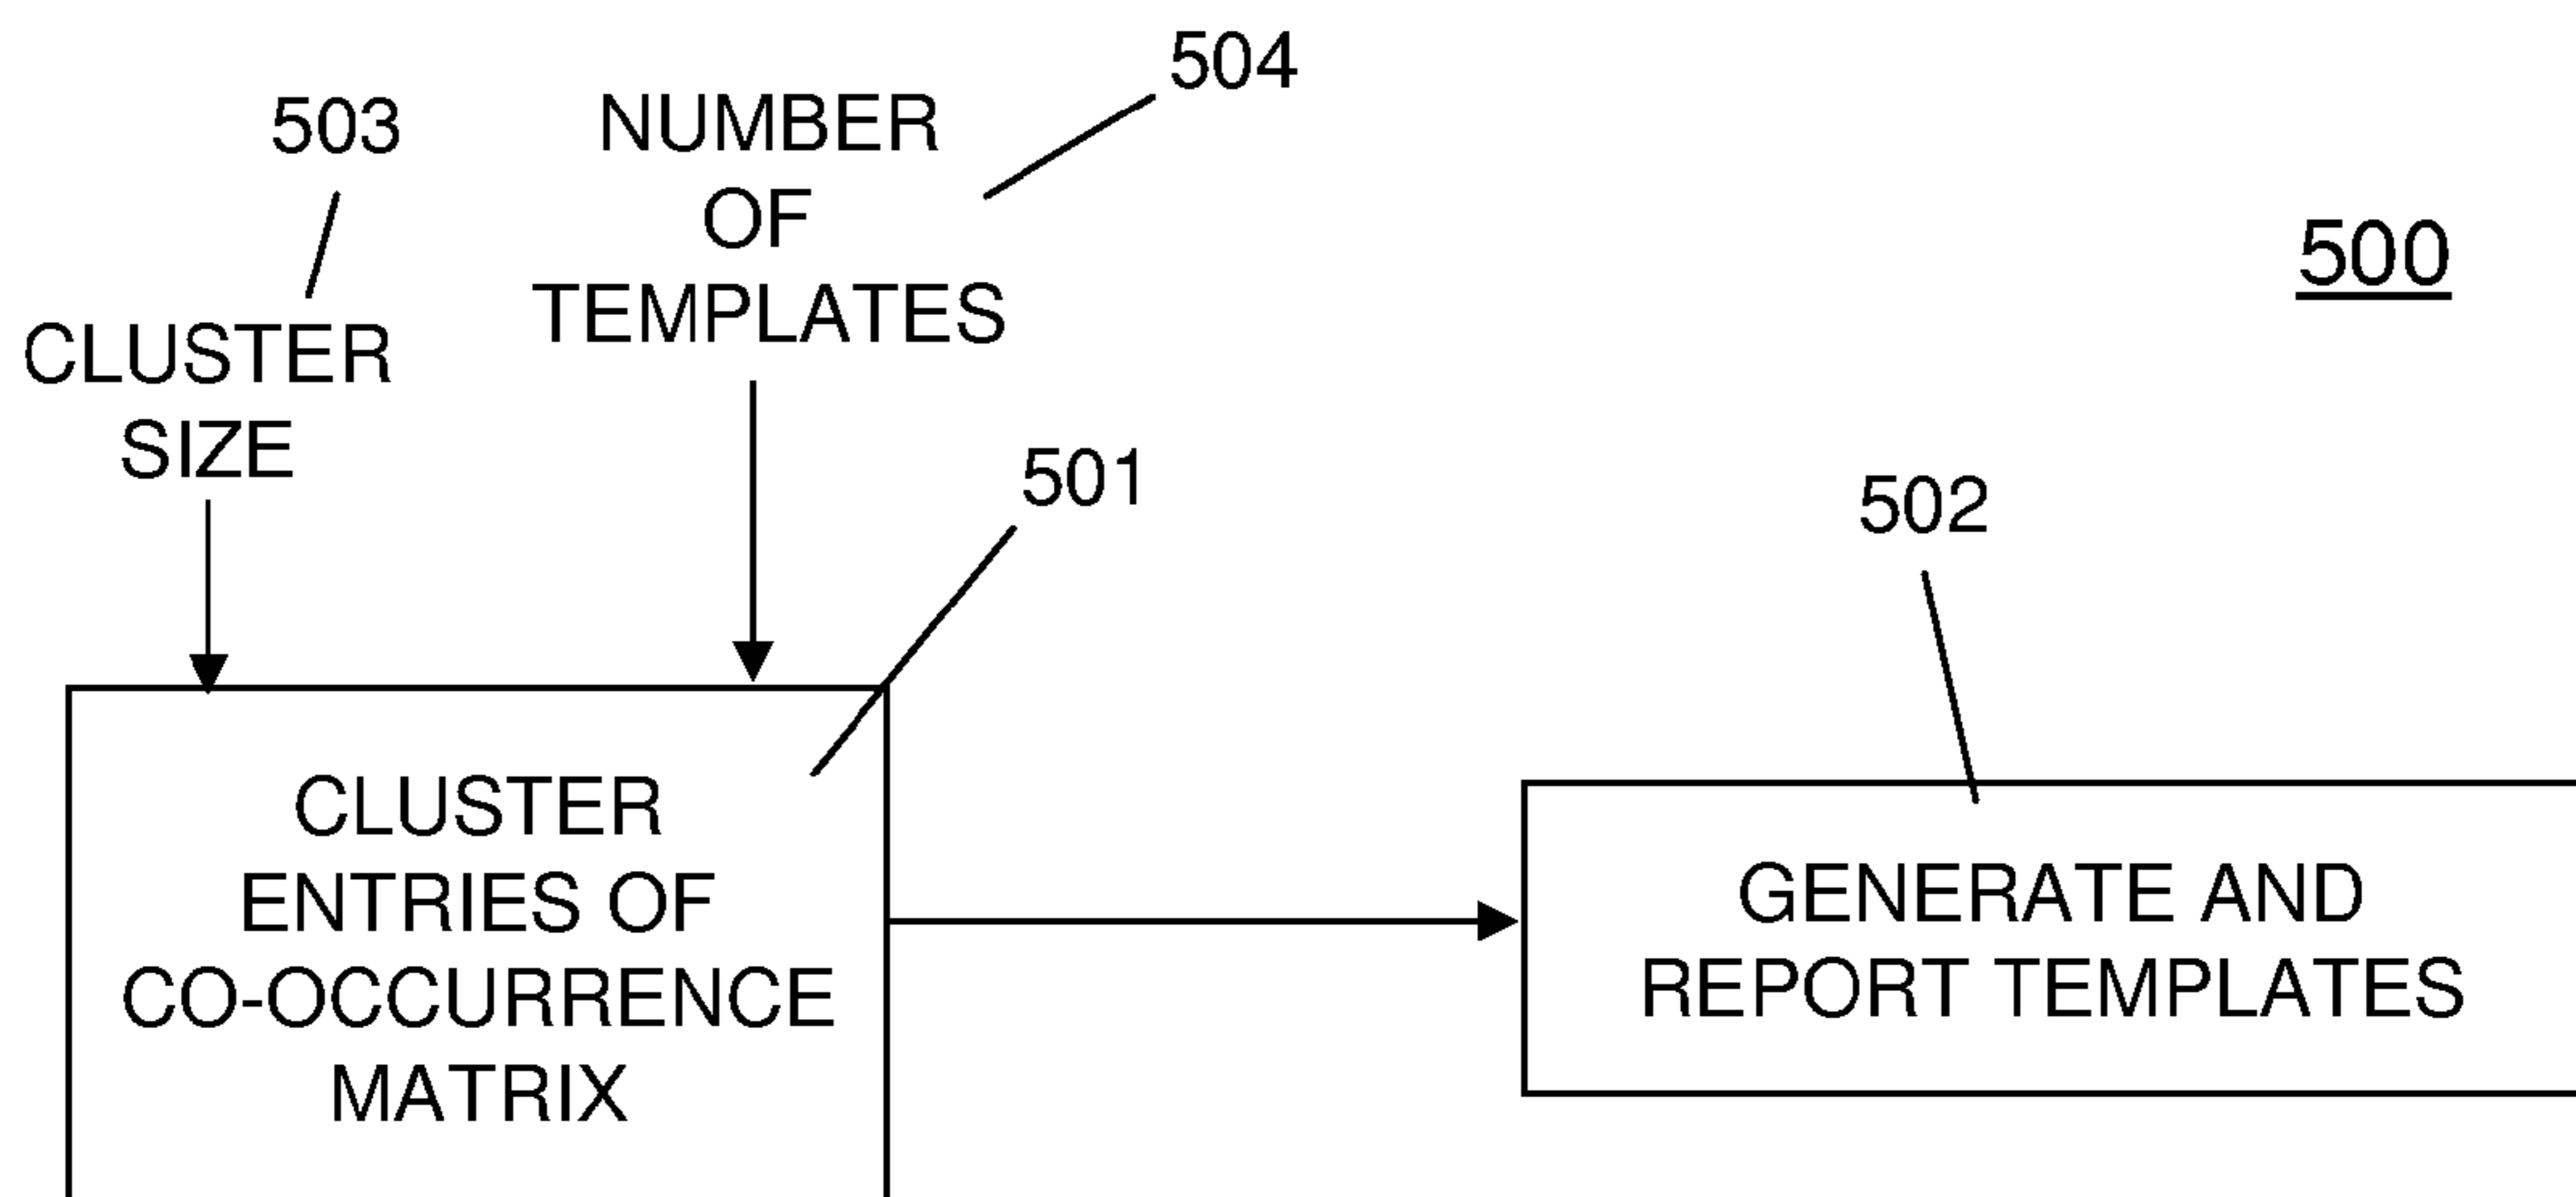 504
503
NUMBER
OF
TEMPLATES
500
CLUSTER
SIZE
501
502
CLUSTER
ENTRIES OF
CO-OCCURRENCE
MATRIX
GENERATE AND
REPORT TEMPLATES